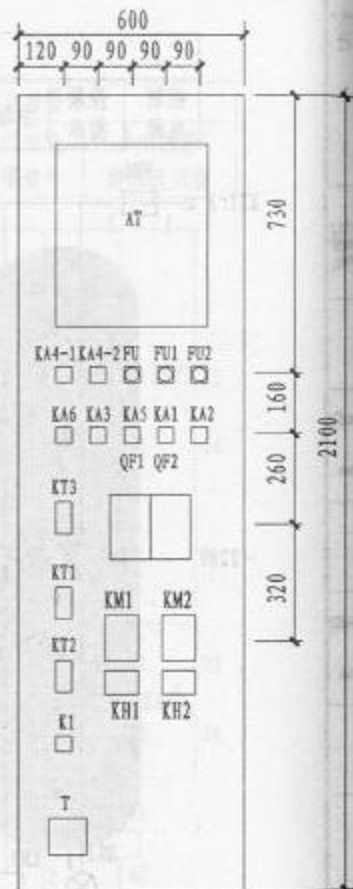 600
120 90 90 90 90
AT
730
KA4-1 KA4-2 FU FU1 FU2
160
KA6 KA3 KA5 KA1 KA2
QF1 QF2
260
2100
KT3
320
KT1
KM1 KM2
KT2
KH1 KH2
K1
T